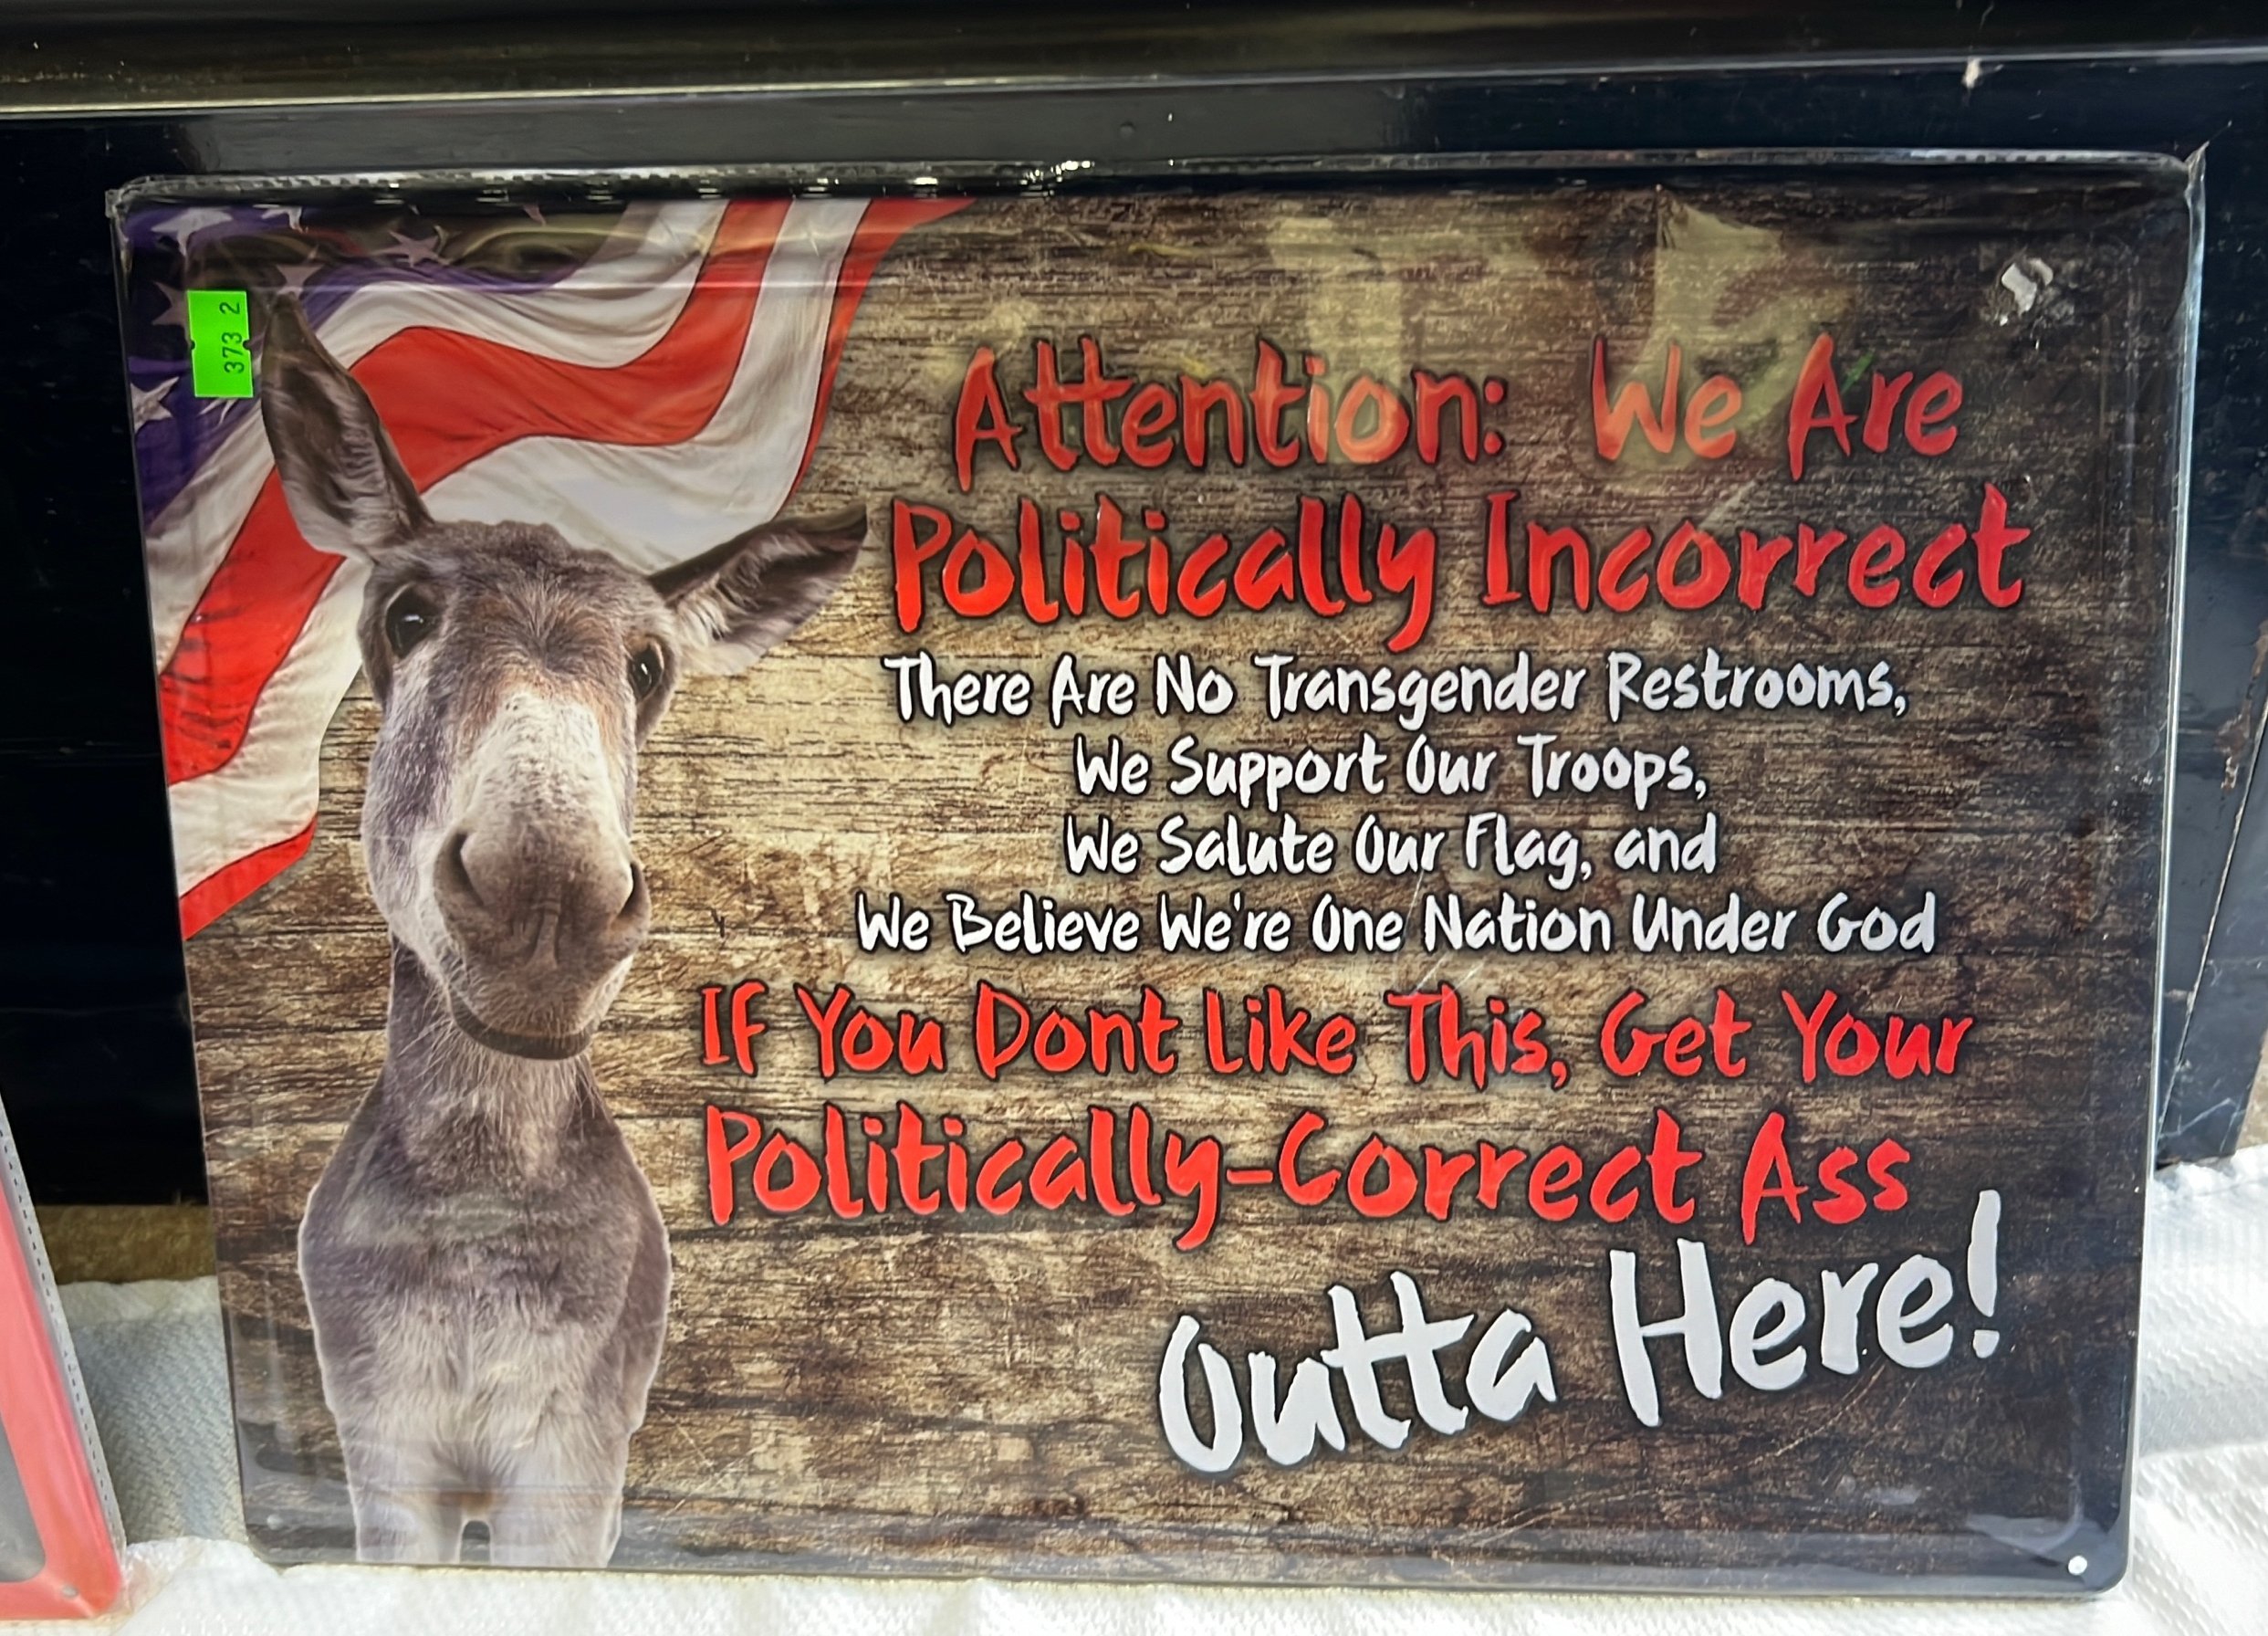 373 2
Attention: We Are
Politically Incorrect
There Are No Transgender Restrooms,
We Support Our Troops,
We Salute Our Flag, and
We Believe We're One Nation Under God
If You Dont Like This, Get Your
Politically-Correct Ass
Outta Here!